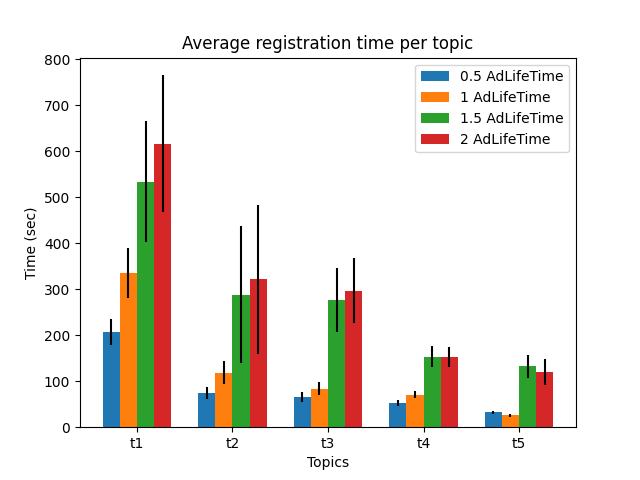 Average registration time per topic
800
700
600
500
400
300
200
100
0
Time (sec)
0.5 AdLifeTime
1 AdLifeTime
1.5 AdLifeTime
2 AdLifeTime
t1 t2 t3 t4 t5
Topics